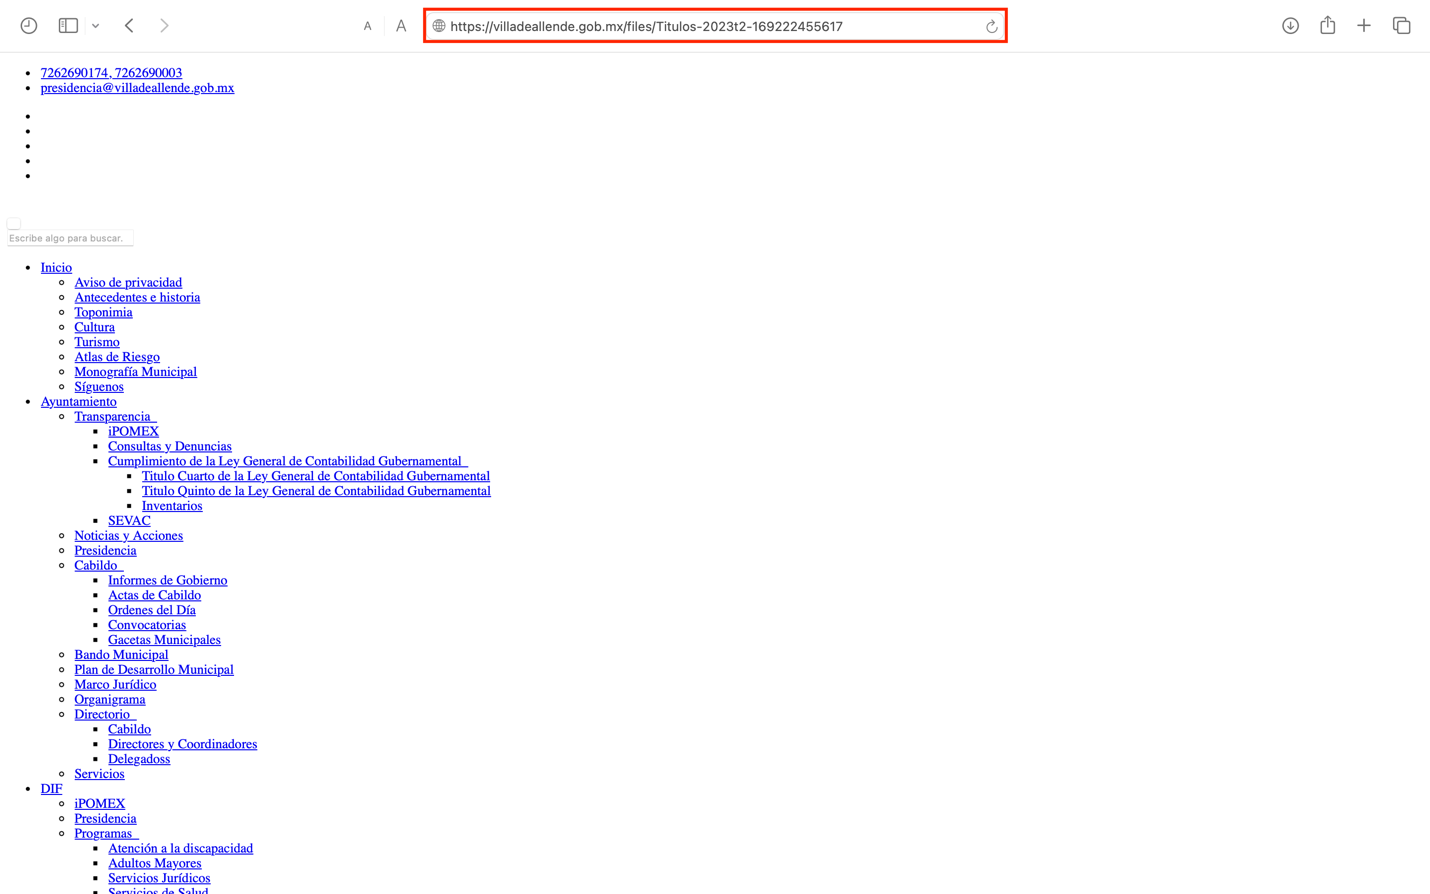 A A https://villadeallende.gob.mx/files/Titulos-2023t2-169222455617
7262690174, 7262690003
presidencia@villadeallende.gob.mx
Escribe algo para buscar.
Inicio
Aviso de privacidad
Antecedentes e historia
Toponimia
Cultura
Turismo
Atlas de Riesgo
Monografía Municipal
Síguenos
Ayuntamiento
Transparencia
iPOMEX
Consultas y Denuncias
Cumplimiento de la Ley General de Contabilidad Gubernamental
Titulo Cuarto de la Ley General de Contabilidad Gubernamental
Titulo Quinto de la Ley General de Contabilidad Gubernamental
Inventarios
SEVAC
Noticias y Acciones
Presidencia
Cabildo
Informes de Gobierno
Actas de Cabildo
Ordenes del Día
Convocatorias
Gacetas Municipales
Bando Municipal
Plan de Desarrollo Municipal
Marco Jurídico
Organigrama
Directorio
Cabildo
Directores y Coordinadores
Delegadoss
Servicios
DIF
iPOMEX
Presidencia
Programas
Atención a la discapacidad
Adultos Mayores
Servicios Jurídicos
Servicios de Salud